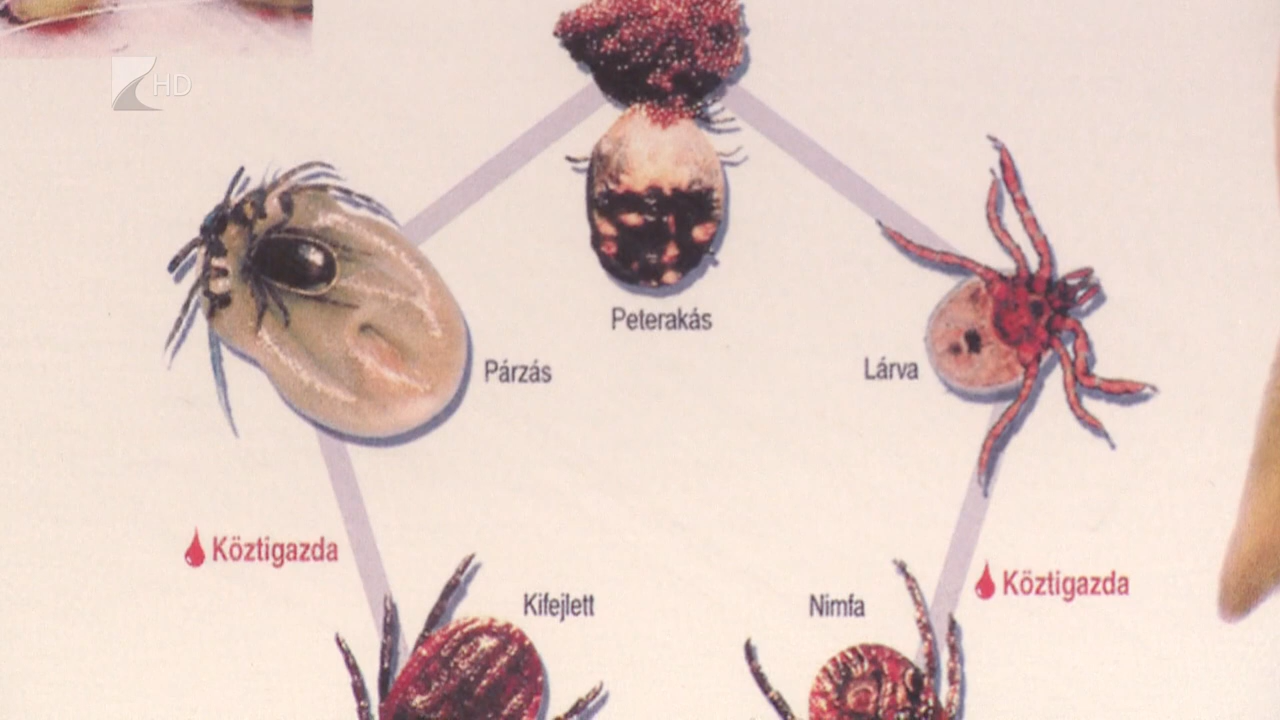 HD
Peterakás
Párzás
Lárva
Köztigazda
Kifejlett
Nimfa
Köztigazda